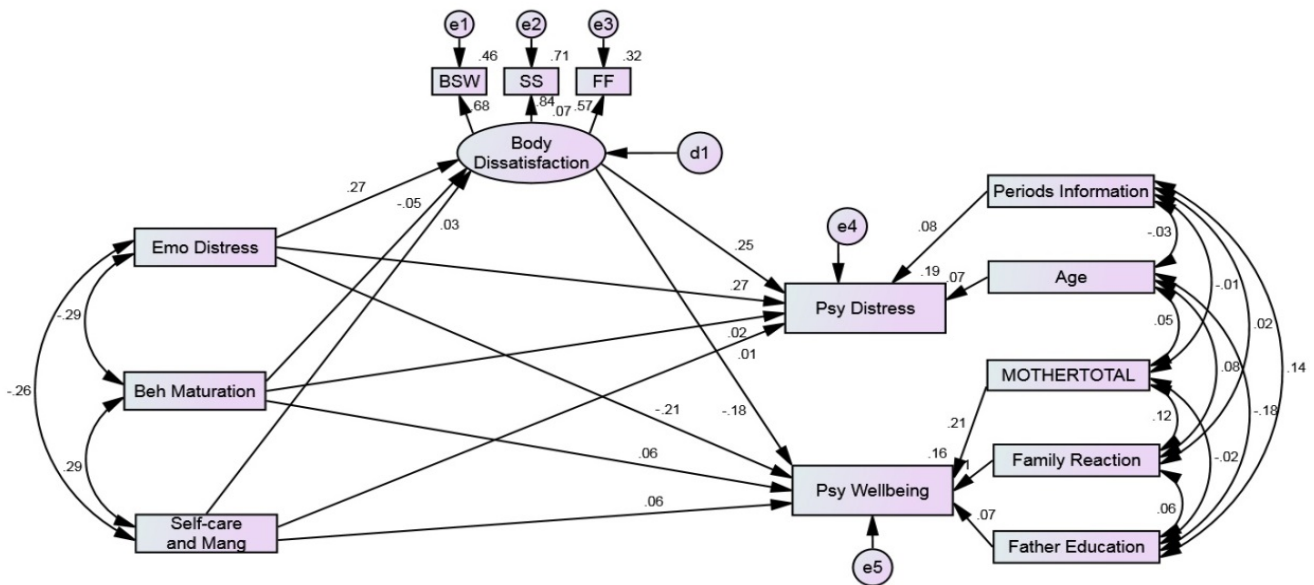 e1
e2
e3
.46
.71
.32
BSW
SS
FF
.68
.84
.07
.57
Body
Dissatisfaction
d1
.27
-.05
.03
Emo Distress
Periods Information
.08
-.03
e4
.25
.19
.07
Age
-.01
.27
Psy Distress
-.29
.02
.01
.05
.02
MOTHERTOTAL
.08
.14
-.26
Beh Maturation
-.21
-.18
.12
-.18
.21
.06
.16
Family Reaction
-.02
.29
Psy Wellbeing
.06
.07
.06
Self-care
and Mang
Father Education
e5